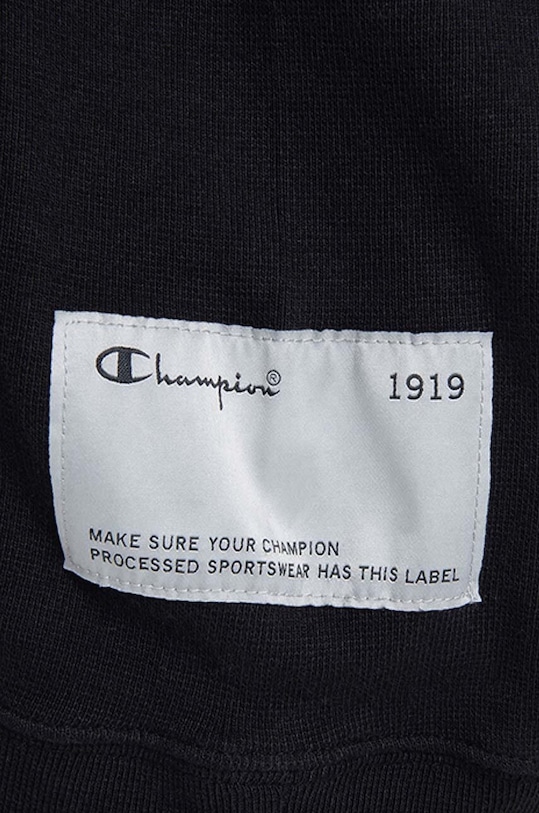 Champion® 1919
MAKE SURE YOUR CHAMPION
PROCESSED SPORTSWEAR HAS THIS LABEL